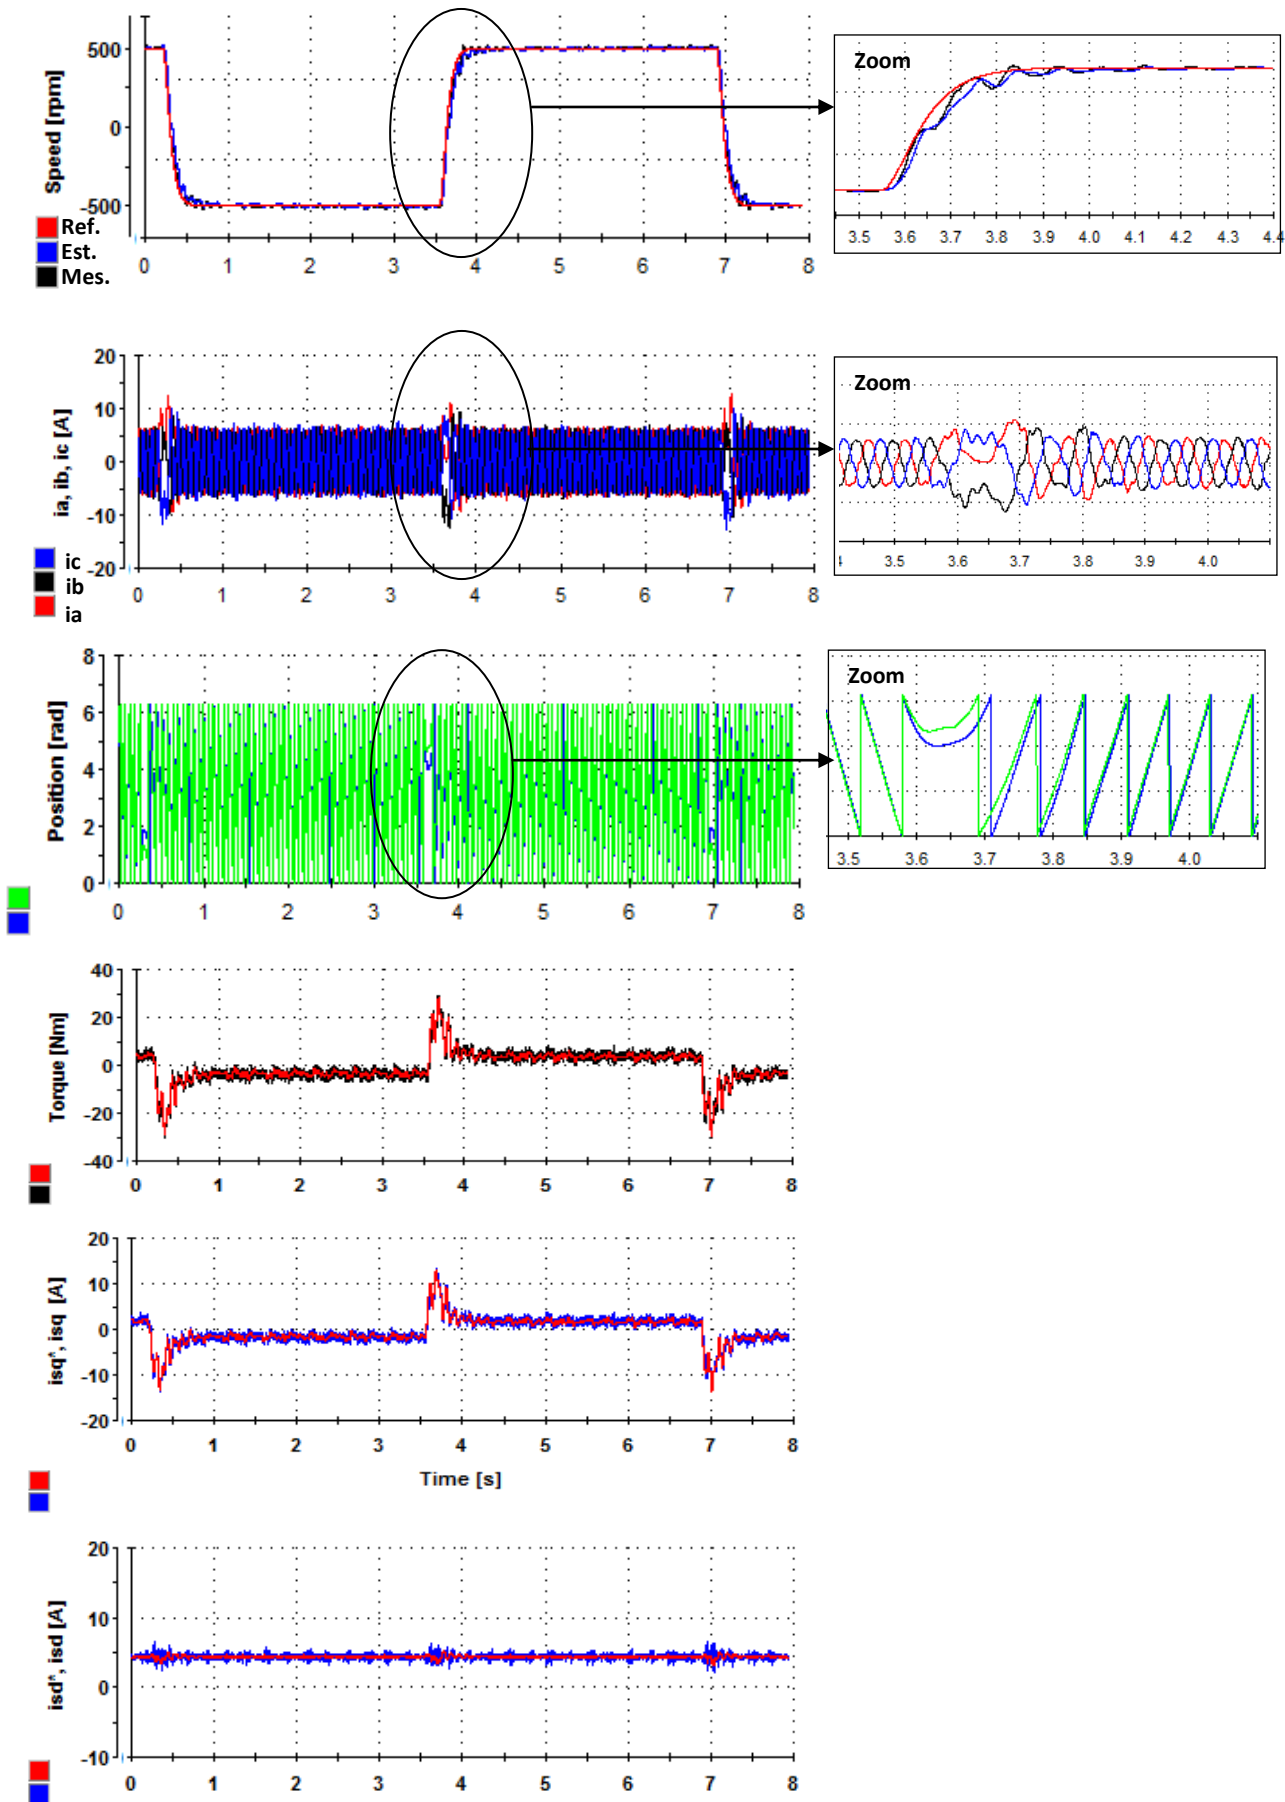 Speed [rpm]
500
0
-500
0 1 2 3 4 5 6 7 8
Ref.
Est.
Mes.
Zoom
3.5 3.6 3.7 3.8 3.9 4.0 4.1 4.2 4.3 4.4
ia, ib, ic [A]
20
10
0
-10
-20
0 1 2 3 4 5 6 7 8
ic
ib
ia
Zoom
3.5 3.6 3.7 3.8 3.9 4.0
Position [rad]
8
6
4
2
0
0 1 2 3 4 5 6 7 8
Zoom
3.5 3.6 3.7 3.8 3.9 4.0
Torque [Nm]
40
20
0
-20
-40
0 1 2 3 4 5 6 7 8
isq*, isq [A]
20
10
0
-10
-20
0 1 2 3 4 5 6 7 8
Time [s]
isd*, isd [A]
20
10
0
-10
0 1 2 3 4 5 6 7 8